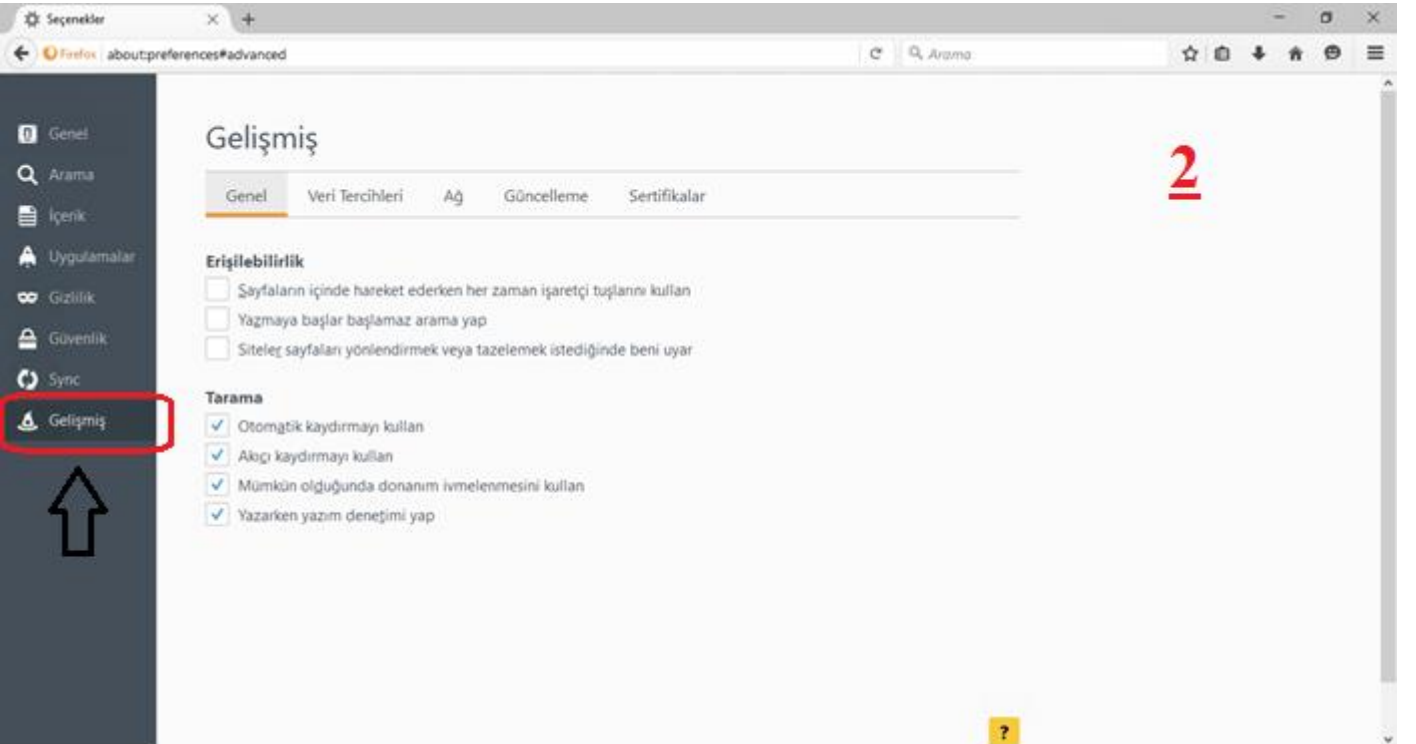 Seçenekler
Firefox about:preferences#advanced
Arama
Genel
Arama
İçerik
Uygulamalar
Gizlilik
Güvenlik
Sync
Gelişmiş
Gelişmiş
2
Genel Veri Tercihleri Ağ Güncelleme Sertifikalar
Erişilebilirlik
Sayfaların içinde hareket ederken her zaman işaretçi tuşlarını kullan
Yazmaya başlar başlamaz arama yap
Siteler sayfaları yönlendirmek veya tazelemek istediğinde beni uyar
Tarama
Otomatik kaydırmayı kullan
Akıcı kaydırmayı kullan
Mümkün olduğunda donanım ivmelenmesini kullan
Yazarken yazım denetimi yap
?